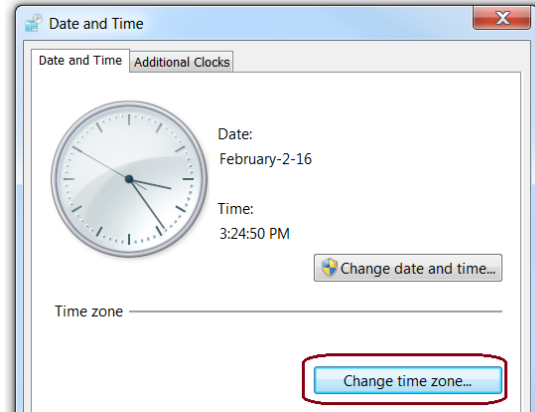 Date and Time
Date and Time
Additional Clocks
Date:
February-2-16
Time:
3:24:50 PM
Change date and time...
Time zone
Change time zone...